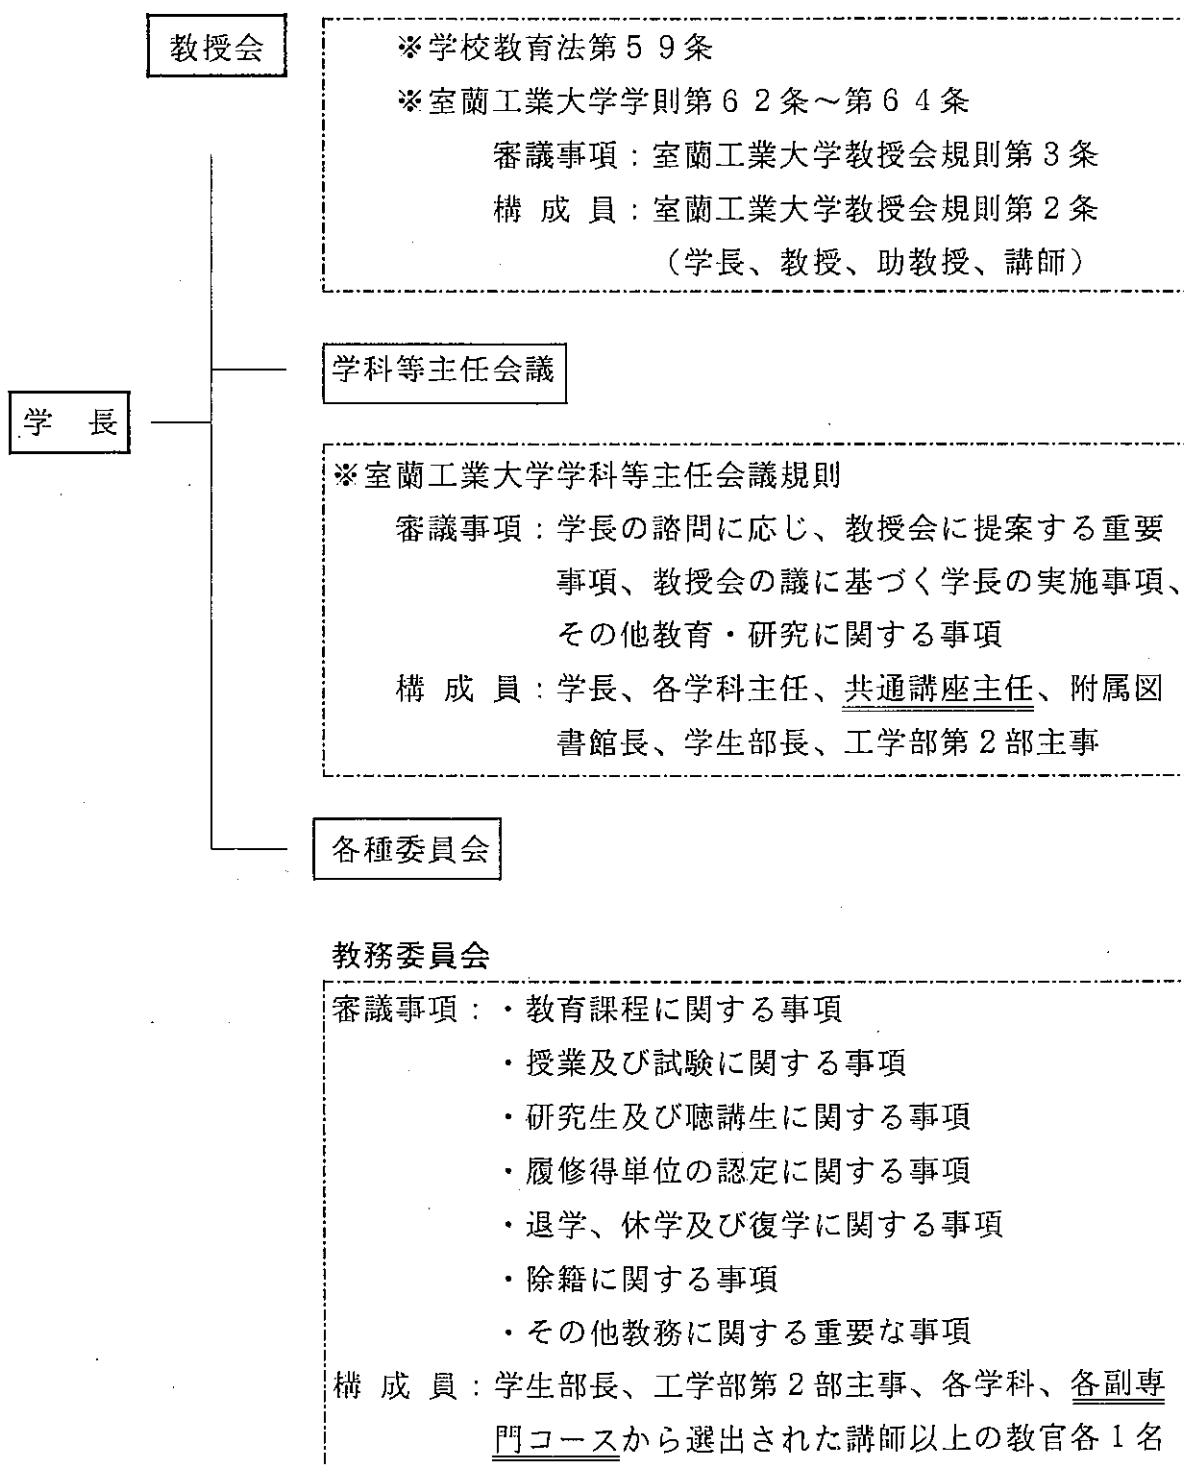 教授会
※学校教育法第59条
※室蘭工業大学学則第62条～第64条
審議事項：室蘭工業大学教授会規則第3条
構成員：室蘭工業大学教授会規則第2条
（学長、教授、助教授、講師）
学科等主任会議
学　長
※室蘭工業大学学科等主任会議規則
審議事項：学長の諮問に応じ、教授会に提案する重要
事項、教授会の議に基づく学長の実施事項、
その他教育・研究に関する事項
構成員：学長、各学科主任、共通講座主任、附属図
書館長、学生部長、工学部第2部主事
各種委員会
教務委員会
審議事項：・教育課程に関する事項
・授業及び試験に関する事項
・研究生及び聴講生に関する事項
・履修得単位の認定に関する事項
・退学、休学及び復学に関する事項
・除籍に関する事項
・その他教務に関する重要な事項
構成員：学生部長、工学部第2部主事、各学科、各副専
門コースから選出された講師以上の教官各1名